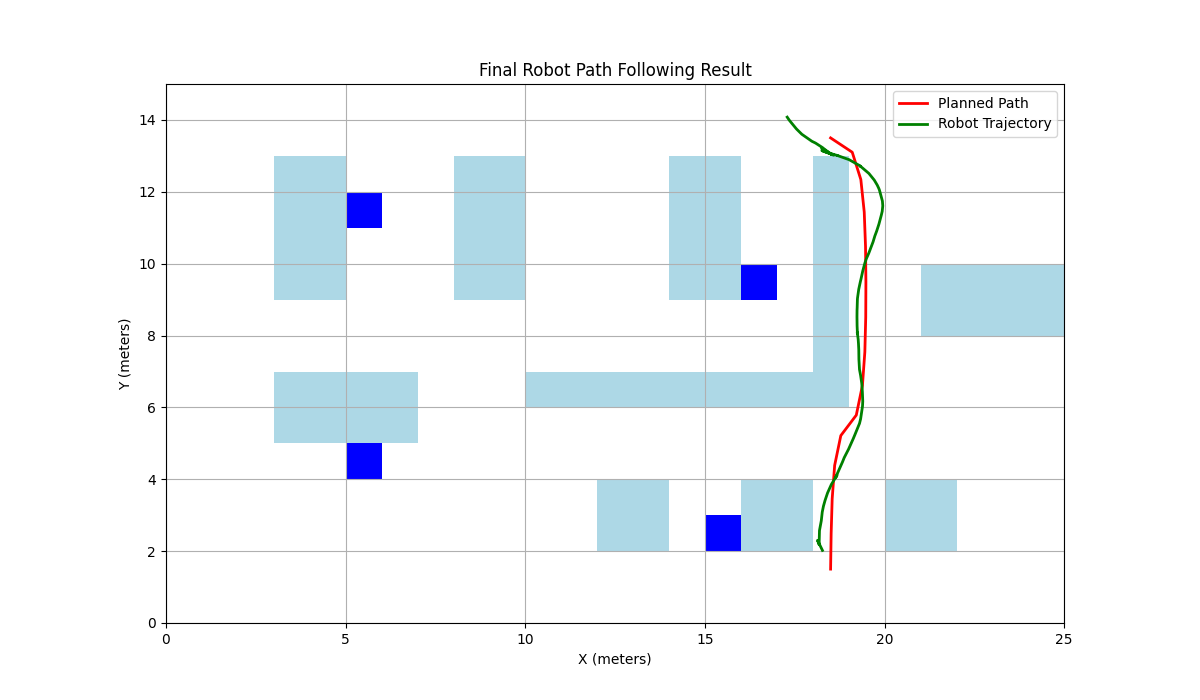 Final Robot Path Following Result
Planned Path
Robot Trajectory
14
12
10
8
6
4
2
0
Y (meters)
0 5 10 15 20 25
X (meters)